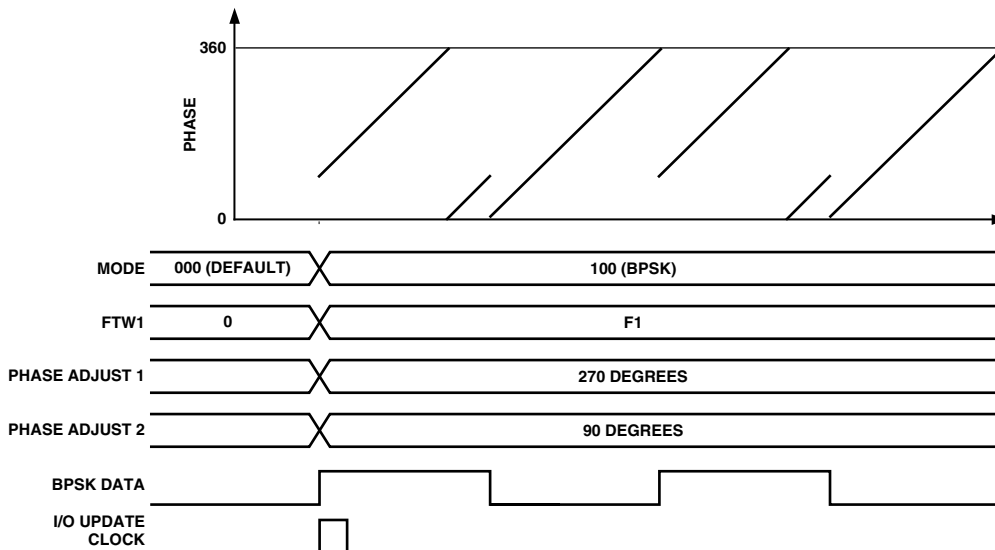 360
PHASE
0
MODE
000 (DEFAULT)
100 (BPSK)
FTW1
0
F1
PHASE ADJUST 1
270 DEGREES
PHASE ADJUST 2
90 DEGREES
BPSK DATA
I/O UPDATE
CLOCK